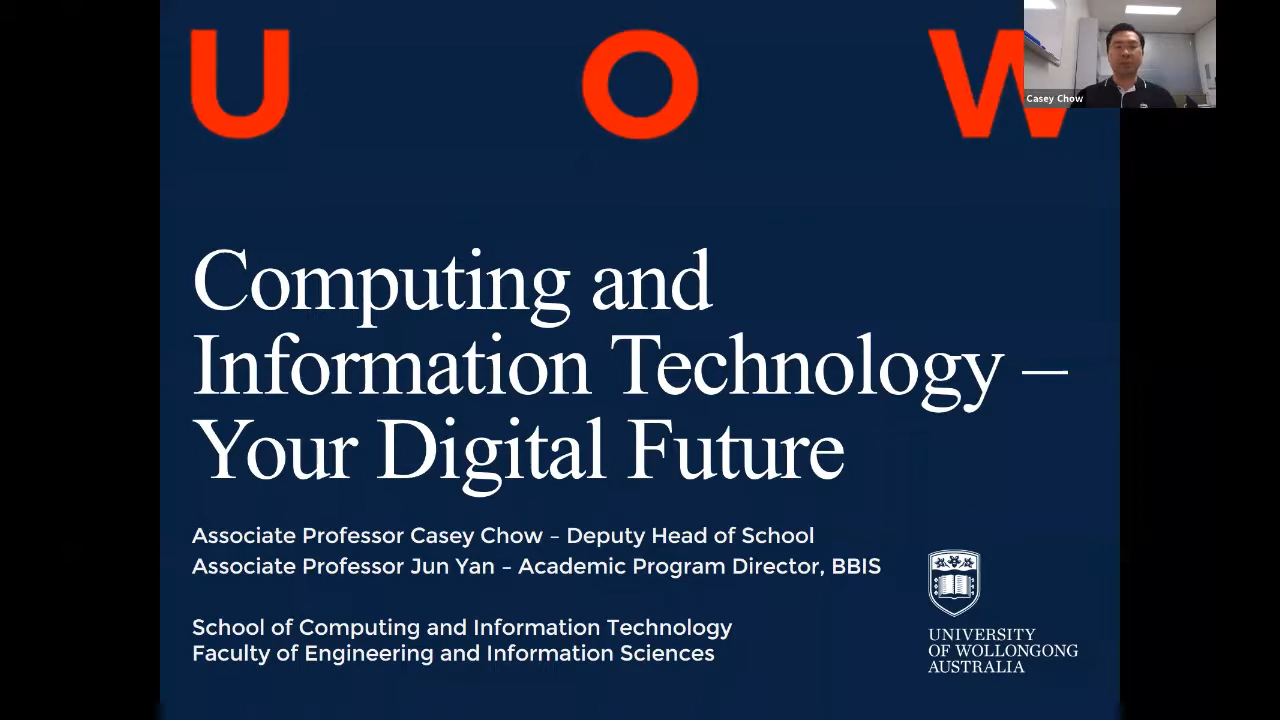 U O W
Casey Chow
Computing and
Information Technology –
Your Digital Future
Associate Professor Casey Chow – Deputy Head of School
Associate Professor Jun Yan – Academic Program Director, BBIS
School of Computing and Information Technology
Faculty of Engineering and Information Sciences
UNIVERSITY
OF WOLLONGONG
AUSTRALIA